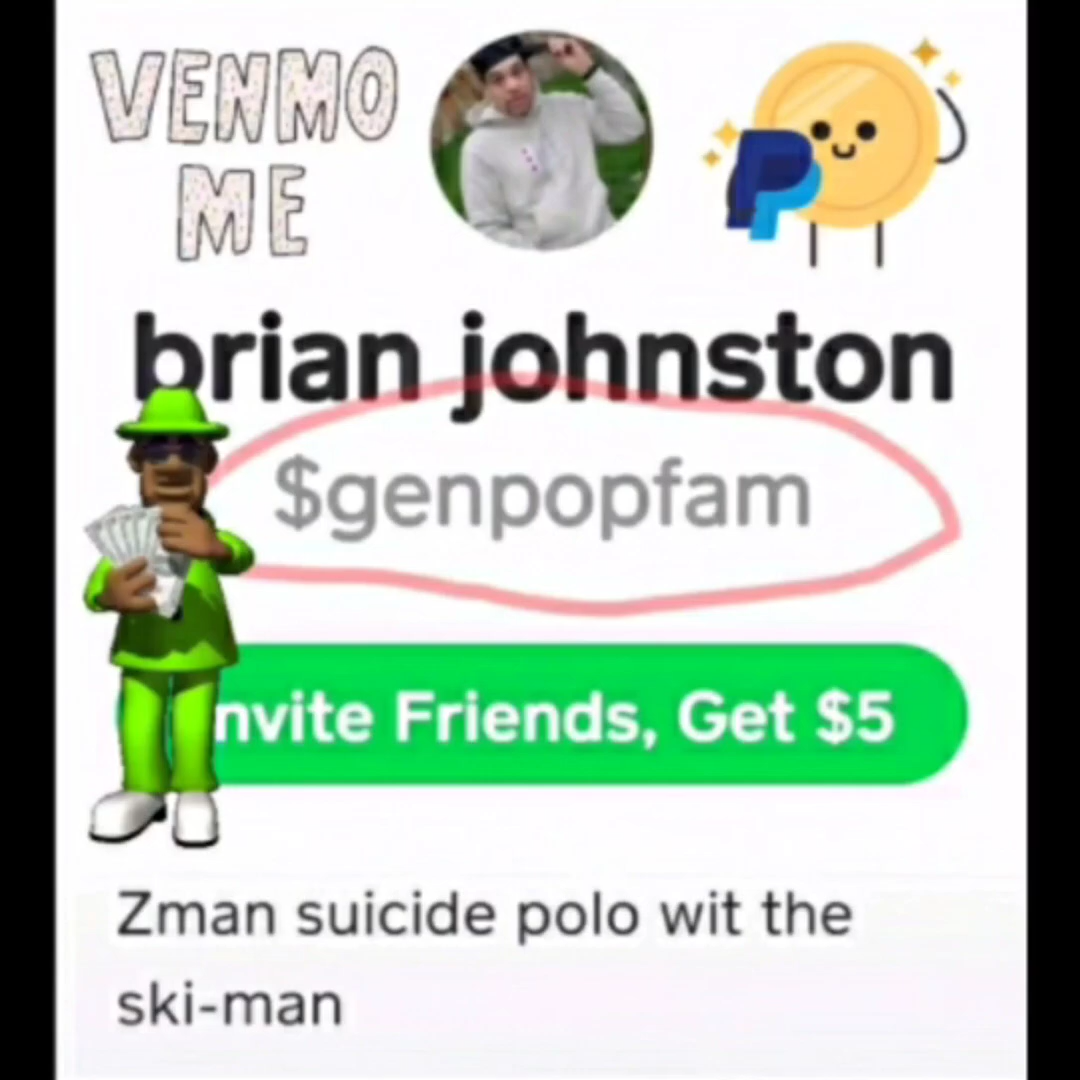 VENMO
ME
brian johnston
$genpopfam
nvite Friends, Get $5
Zman suicide polo wit the
ski-man